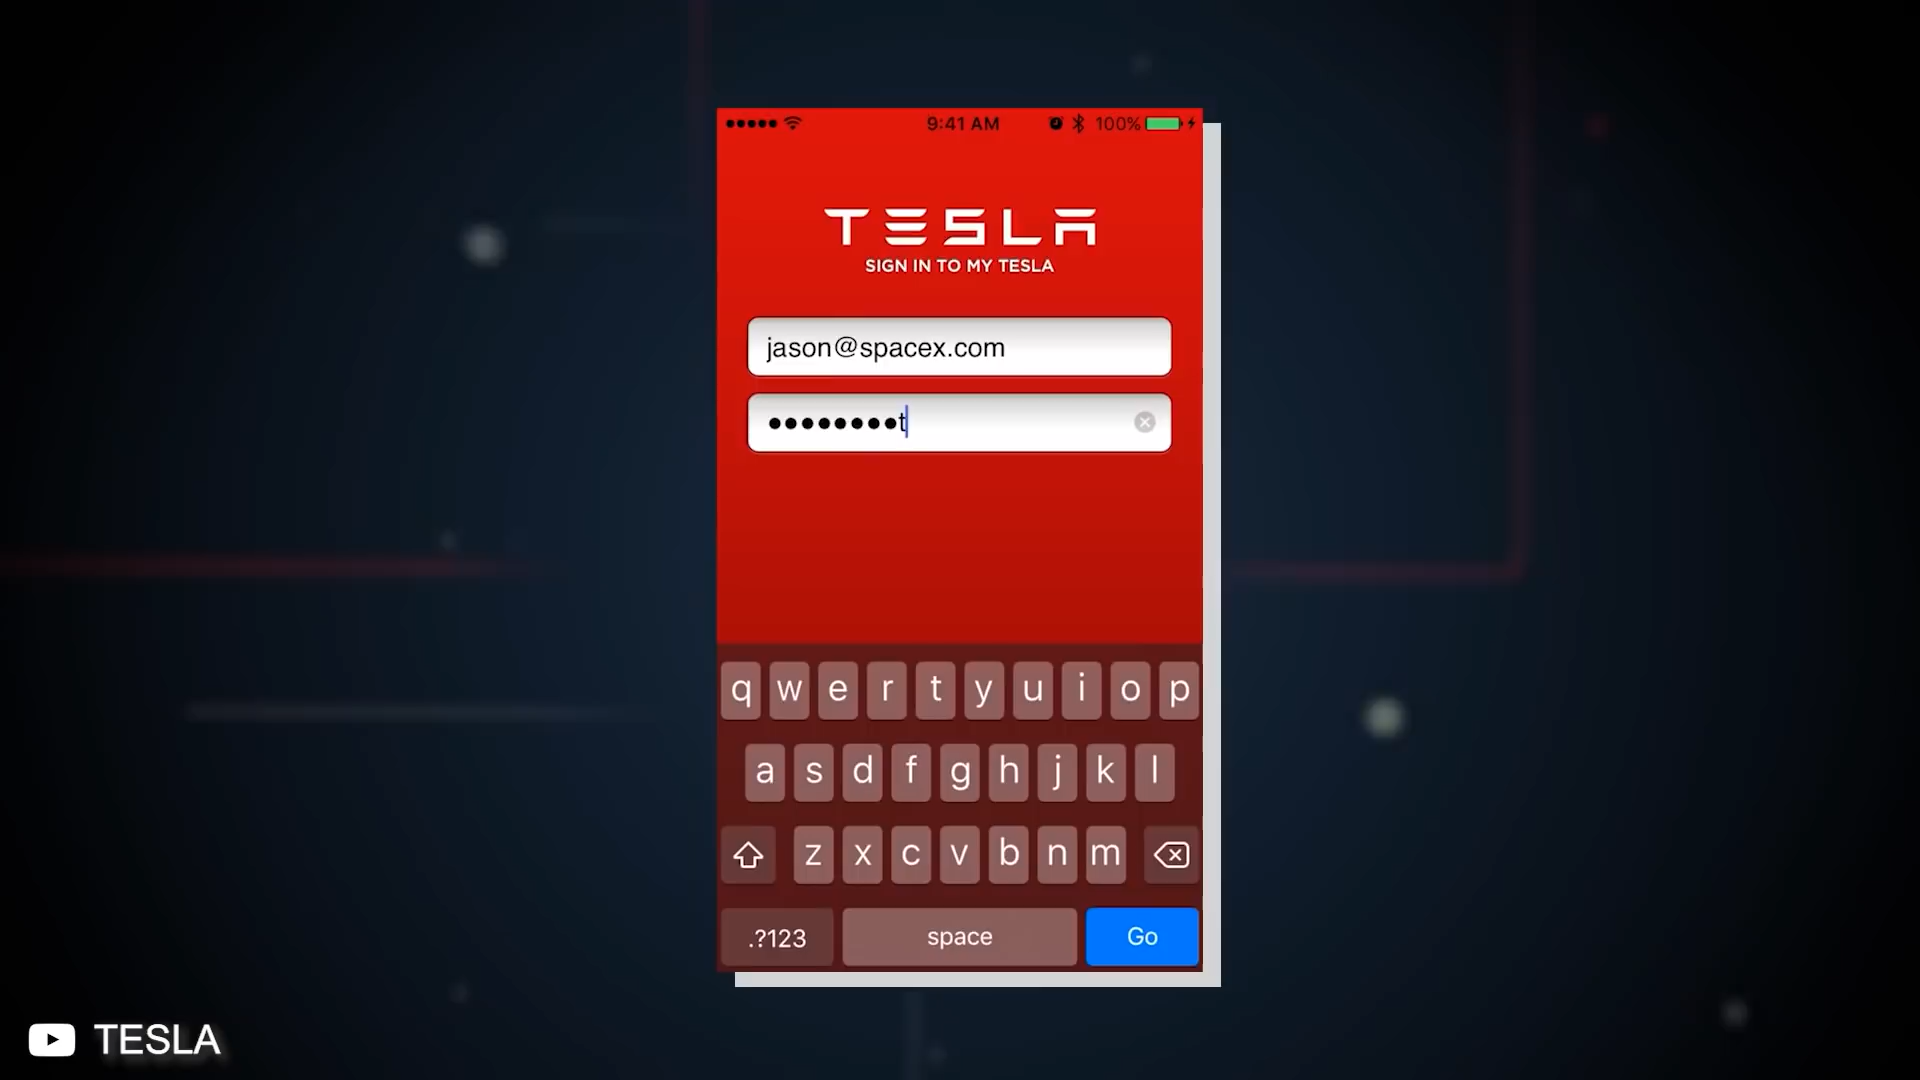 9:41 AM 100%
TESLA
SIGN IN TO MY TESLA
jason@spacex.com
••••••••t
q w e r t y u i o p
a s d f g h j k l
z x c v b n m
.?123 space Go
TESLA